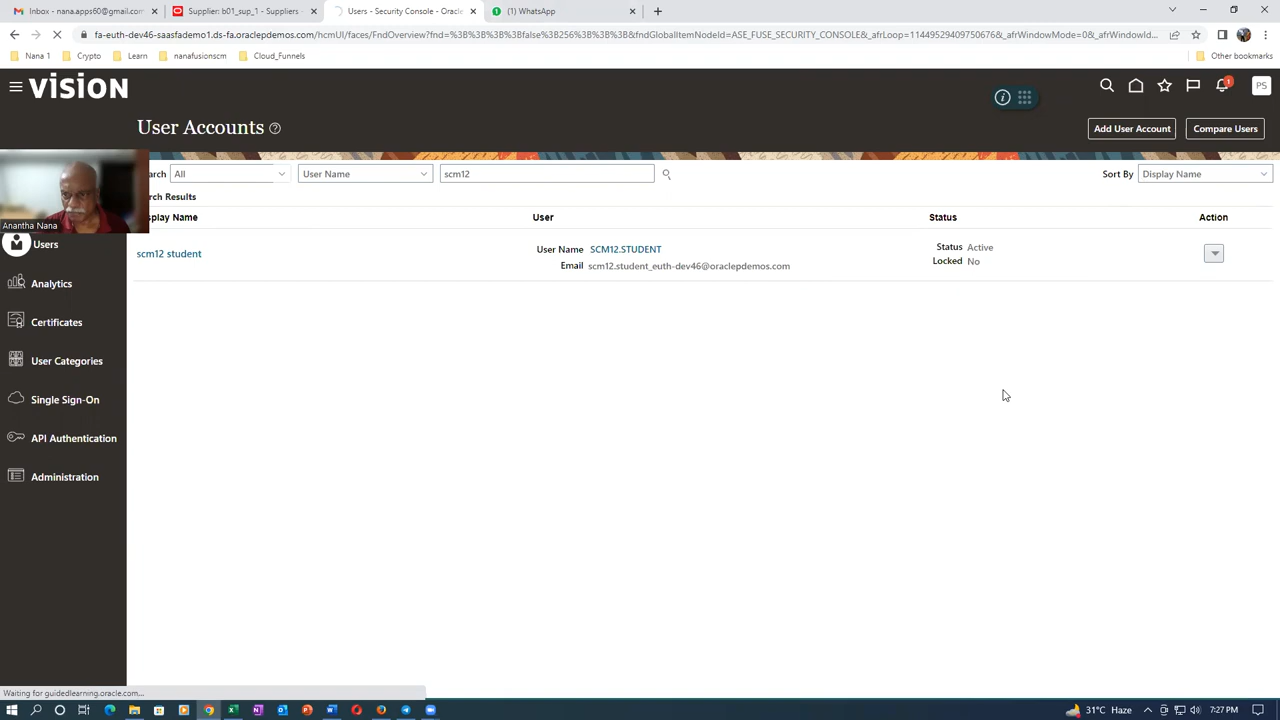 Inbox - nana.apps60@gmail.com
Supplier: b01_sup_1 - Suppliers
Users - Security Console - Oracle
(1) WhatsApp
fa-euth-dev46-saasfademo1.ds-fa.oraclepdemos.com/hcmUI/faces/FndOverview?fnd=%3B%3B%3B%3Bfalse%3B256%3B%3B%3B&fndGlobalItemNodeId=ASE_FUSE_SECURITY_CONSOLE&_afrLoop=11449529409750676&_afrWindowMode=0&_afrWindowId...
Nana 1
Crypto
Learn
nanafusionscm
Cloud_Funnels
Other bookmarks
VISION
1
PS
User Accounts
Add User Account
Compare Users
earch All User Name scm12
Sort By Display Name
rch Results
splay Name User Status Action
scm12 student
User Name SCM12.STUDENT
Email scm12.student_euth-dev46@oraclepdemos.com
Status Active
Locked No
Anantha Nana
Users
Analytics
Certificates
User Categories
Single Sign-On
API Authentication
Administration
Waiting for guidedlearning.oracle.com...
31°C Haze
7:27 PM